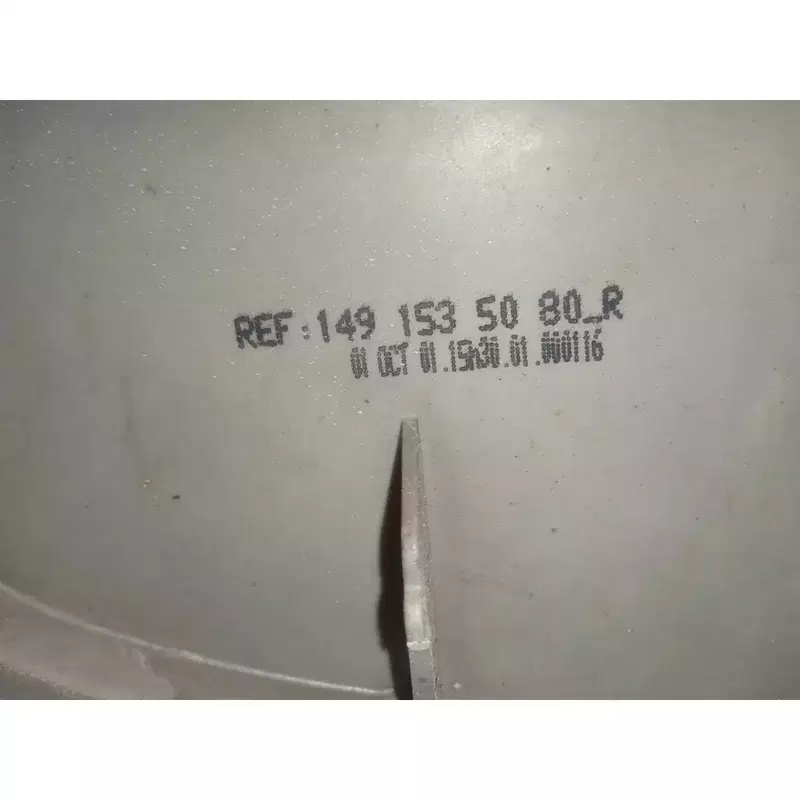 REF:149 153 50 80_R
01 OCT 01.15h30.01.000116